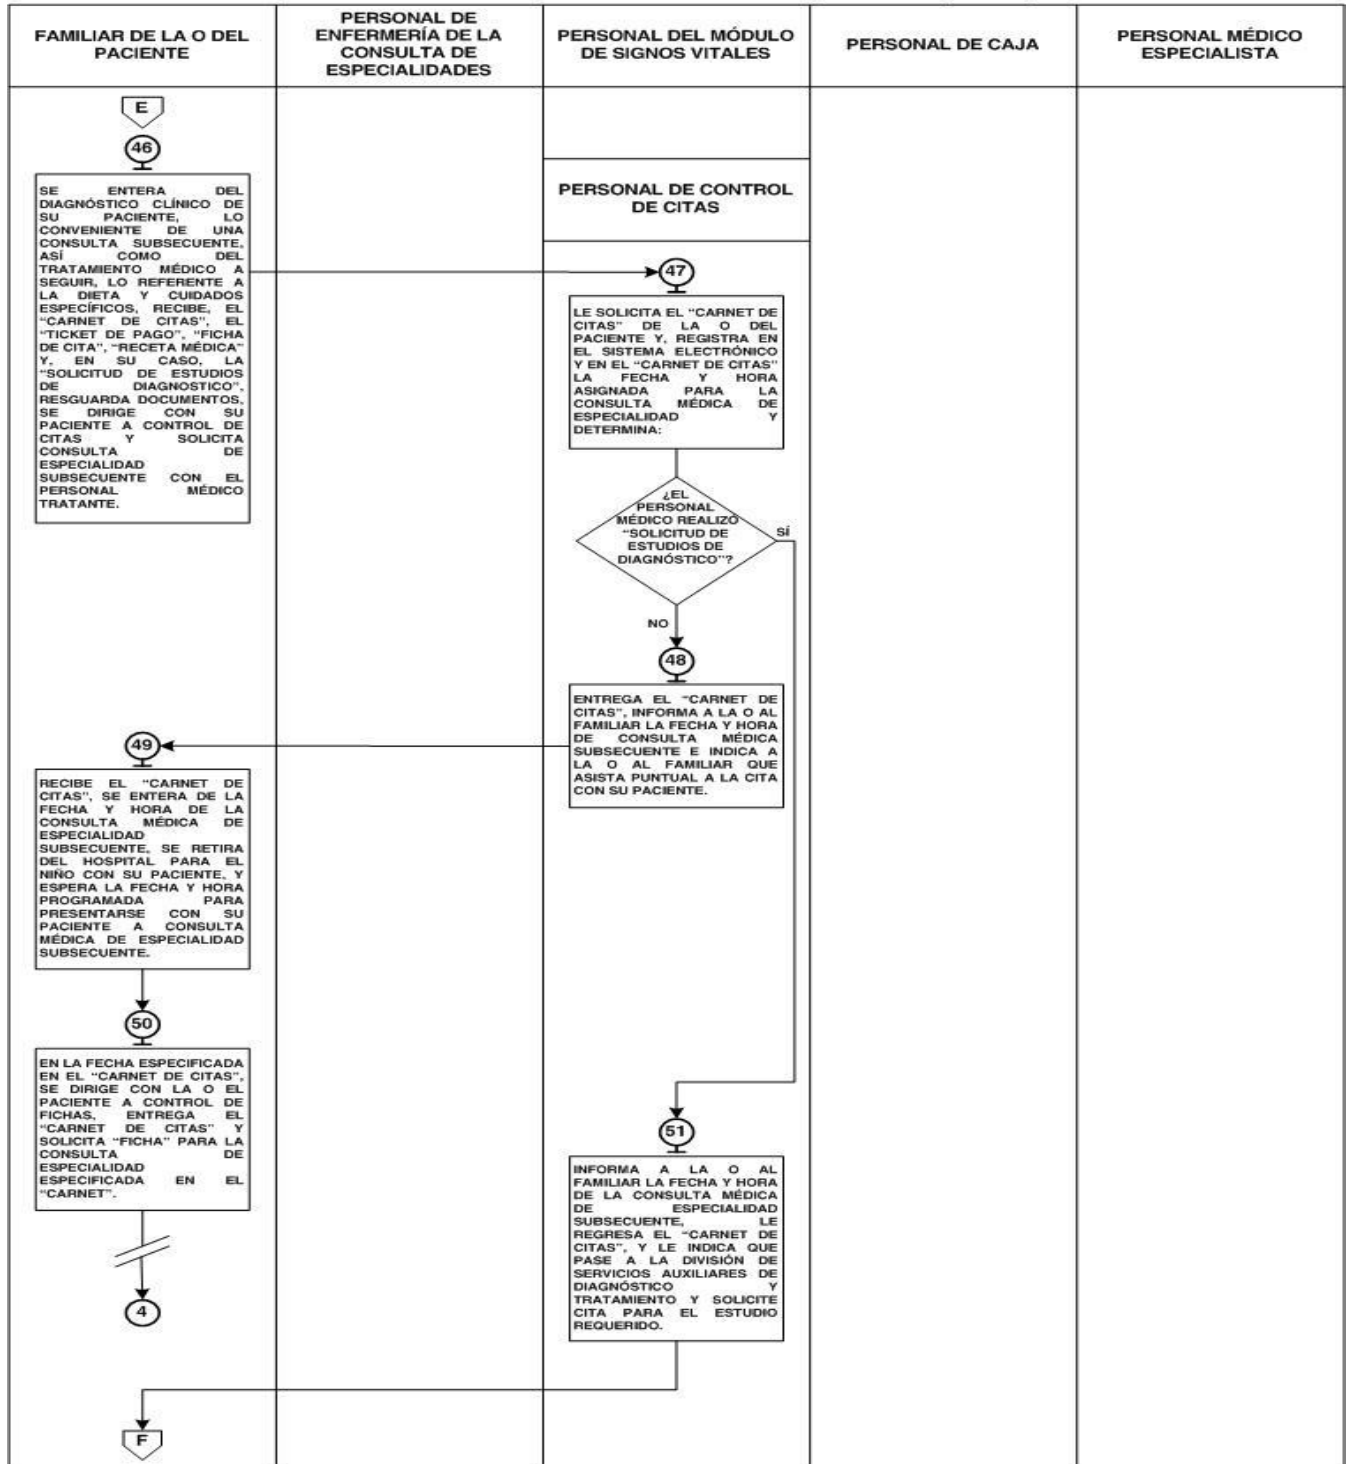 FAMILIAR DE LA O DEL
PACIENTE
PERSONAL DE
ENFERMERÍA DE LA
CONSULTA DE
ESPECIALIDADES
PERSONAL DEL MÓDULO
DE SIGNOS VITALES
PERSONAL DE CAJA
PERSONAL MÉDICO
ESPECIALISTA
E
46
SE ENTERA DEL
DIAGNÓSTICO CLÍNICO DE
SU PACIENTE, LO
CONVENIENTE DE UNA
CONSULTA SUBSECUENTE,
ASÍ COMO DEL
TRATAMIENTO MÉDICO A
SEGUIR, LO REFERENTE A
LA DIETA Y CUIDADOS
ESPECÍFICOS, RECIBE, EL
“CARNET DE CITAS”, EL
“TICKET DE PAGO”, “FICHA
DE CITA”, “RECETA MÉDICA”
Y, EN SU CASO, LA
“SOLICITUD DE ESTUDIOS
DE DIAGNOSTICO”,
RESGUARDA DOCUMENTOS,
SE DIRIGE CON SU
PACIENTE A CONTROL DE
CITAS Y SOLICITA
CONSULTA DE
ESPECIALIDAD
SUBSECUENTE CON EL
PERSONAL MÉDICO
TRATANTE.
PERSONAL DE CONTROL
DE CITAS
47
LE SOLICITA EL “CARNET DE
CITAS” DE LA O DEL
PACIENTE Y, REGISTRA EN
EL SISTEMA ELECTRÓNICO
Y EN EL “CARNET DE CITAS”
LA FECHA Y HORA
ASIGNADA PARA LA
CONSULTA MÉDICA DE
ESPECIALIDAD Y
DETERMINA:
¿EL
PERSONAL
MÉDICO REALIZÓ
“SOLICITUD DE
ESTUDIOS DE
DIAGNÓSTICO”?
SÍ
NO
48
ENTREGA EL “CARNET DE
CITAS”, INFORMA A LA O AL
FAMILIAR LA FECHA Y HORA
DE CONSULTA MÉDICA
SUBSECUENTE E INDICA A
LA O AL FAMILIAR QUE
ASISTA PUNTUAL A LA CITA
CON SU PACIENTE.
49
RECIBE EL “CARNET DE
CITAS”, SE ENTERA DE LA
FECHA Y HORA DE LA
CONSULTA MÉDICA DE
ESPECIALIDAD
SUBSECUENTE, SE RETIRA
DEL HOSPITAL PARA EL
NIÑO CON SU PACIENTE, Y
ESPERA LA FECHA Y HORA
PROGRAMADA PARA
PRESENTARSE CON SU
PACIENTE A CONSULTA
MÉDICA DE ESPECIALIDAD
SUBSECUENTE.
50
EN LA FECHA ESPECIFICADA
EN EL “CARNET DE CITAS”,
SE DIRIGE CON LA O EL
PACIENTE A CONTROL DE
FICHAS, ENTREGA EL
“CARNET DE CITAS” Y
SOLICITA “FICHA” PARA LA
CONSULTA DE
ESPECIALIDAD
ESPECIFICADA EN EL
“CARNET”.
4
51
INFORMA A LA O AL
FAMILIAR LA FECHA Y HORA
DE LA CONSULTA MÉDICA
DE ESPECIALIDAD
SUBSECUENTE, LE
REGRESA EL “CARNET DE
CITAS”, Y LE INDICA QUE
PASE A LA DIVISIÓN DE
SERVICIOS AUXILIARES DE
DIAGNÓSTICO Y
TRATAMIENTO Y SOLICITE
CITA PARA EL ESTUDIO
REQUERIDO.
F